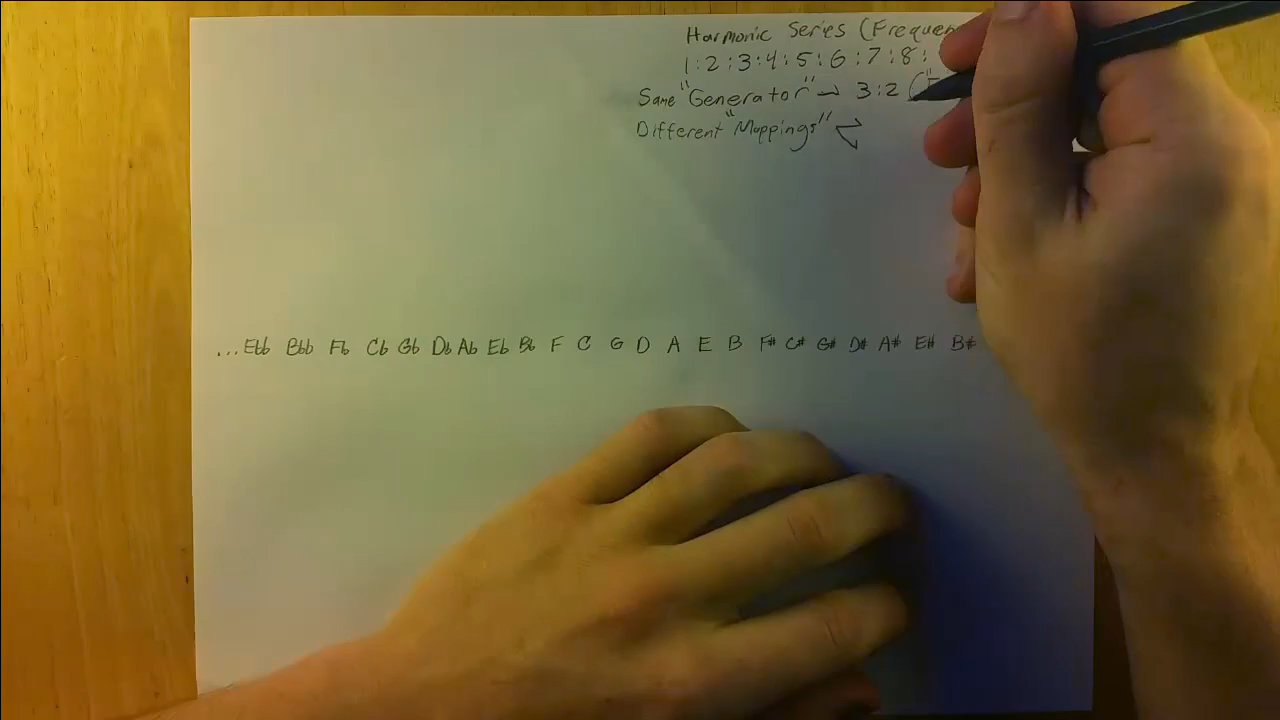 Harmonic Series (Frequen
1:2:3:4:5:6:7:8:
Same "Generator" → 3:2 ("F
Different "Mappings"
...Ebb Bbb Fb Cb Gb Db Ab Eb Bb F C G D A E B F# C# G# D# A# E# B#